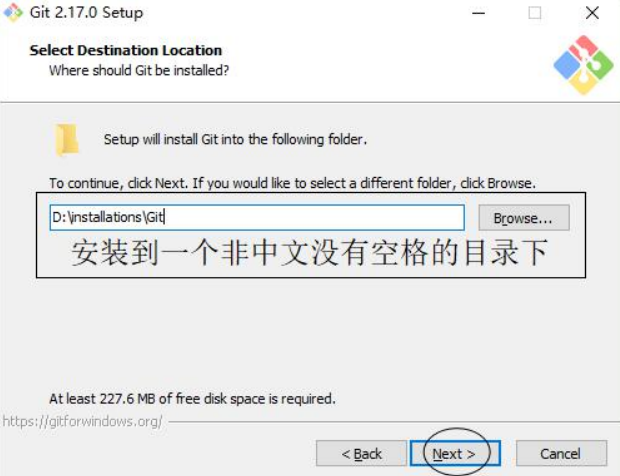 Git 2.17.0 Setup
Select Destination Location
Where should Git be installed?
Setup will install Git into the following folder.
To continue, click Next. If you would like to select a different folder, click Browse.
D:\installations\Git
Browse...
安装到一个非中文没有空格的目录下
At least 227.6 MB of free disk space is required.
https://gitforwindows.org/
< Back
Next >
Cancel